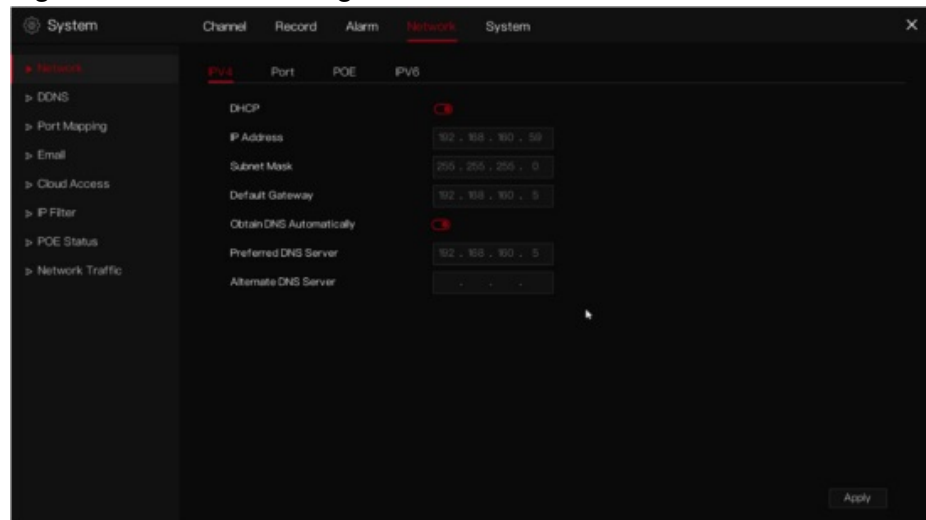 System
Channel Record Alarm Network System
Network
IPV4 Port POE IPV6
DDNS
Port Mapping
Email
Cloud Access
IP Filter
POE Status
Network Traffic
DHCP
IP Address 192 . 168 . 160 . 59
Subnet Mask 255 . 255 . 255 . 0
Default Gateway 192 . 168 . 160 . 5
Obtain DNS Automatically
Preferred DNS Server 192 . 168 . 160 . 5
Alternate DNS Server . . .
Apply